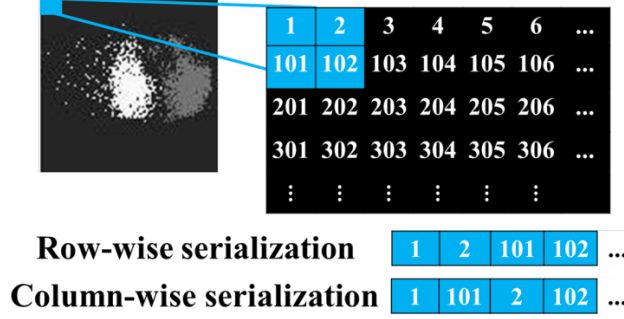 1 2 3 4 5 6 ...
101 102 103 104 105 106 ...
201 202 203 204 205 206 ...
301 302 303 304 305 306 ...
⋮ ⋮ ⋮ ⋮ ⋮ ⋮
Row-wise serialization 1 2 101 102 ...
Column-wise serialization 1 101 2 102 ...